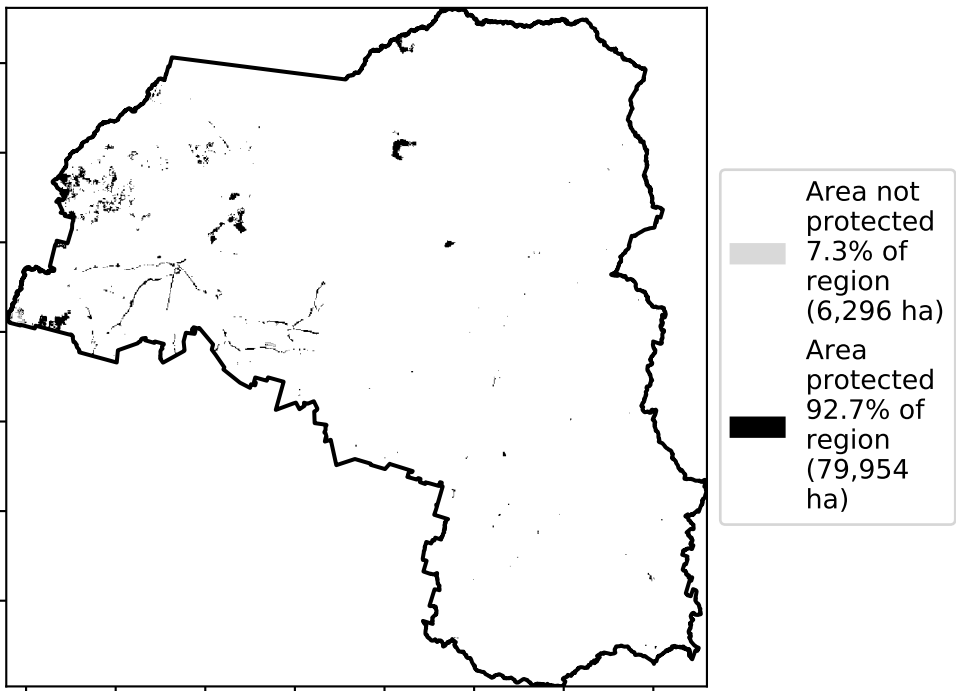 Area not
protected
7.3% of
region
(6,296 ha)
Area
protected
92.7% of
region
(79,954
ha)